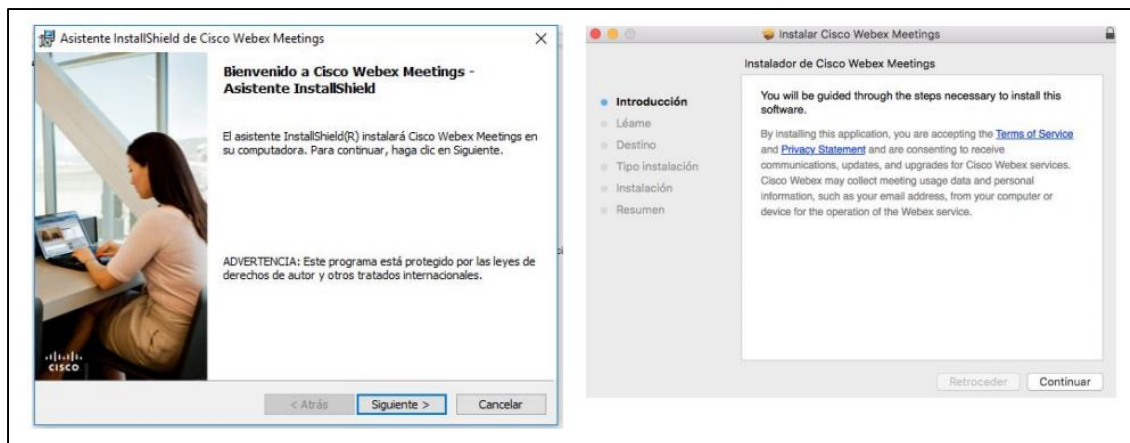 Asistente InstallShield de Cisco Webex Meetings
Bienvenido a Cisco Webex Meetings -
Asistente InstallShield
El asistente InstallShield(R) instalará Cisco Webex Meetings en
su computadora. Para continuar, haga clic en Siguiente.
ADVERTENCIA: Este programa está protegido por las leyes de
derechos de autor y otros tratados internacionales.
CISCO
< Atrás
Siguiente >
Cancelar
Instalar Cisco Webex Meetings
Instalador de Cisco Webex Meetings
Introducción
Léame
Destino
Tipo instalación
Instalación
Resumen
You will be guided through the steps necessary to install this
software.
By installing this application, you are accepting the Terms of Service
and Privacy Statement and are consenting to receive
communications, updates, and upgrades for Cisco Webex services.
Cisco Webex may collect meeting usage data and personal
information, such as your email address, from your computer or
device for the operation of the Webex service.
Retroceder
Continuar